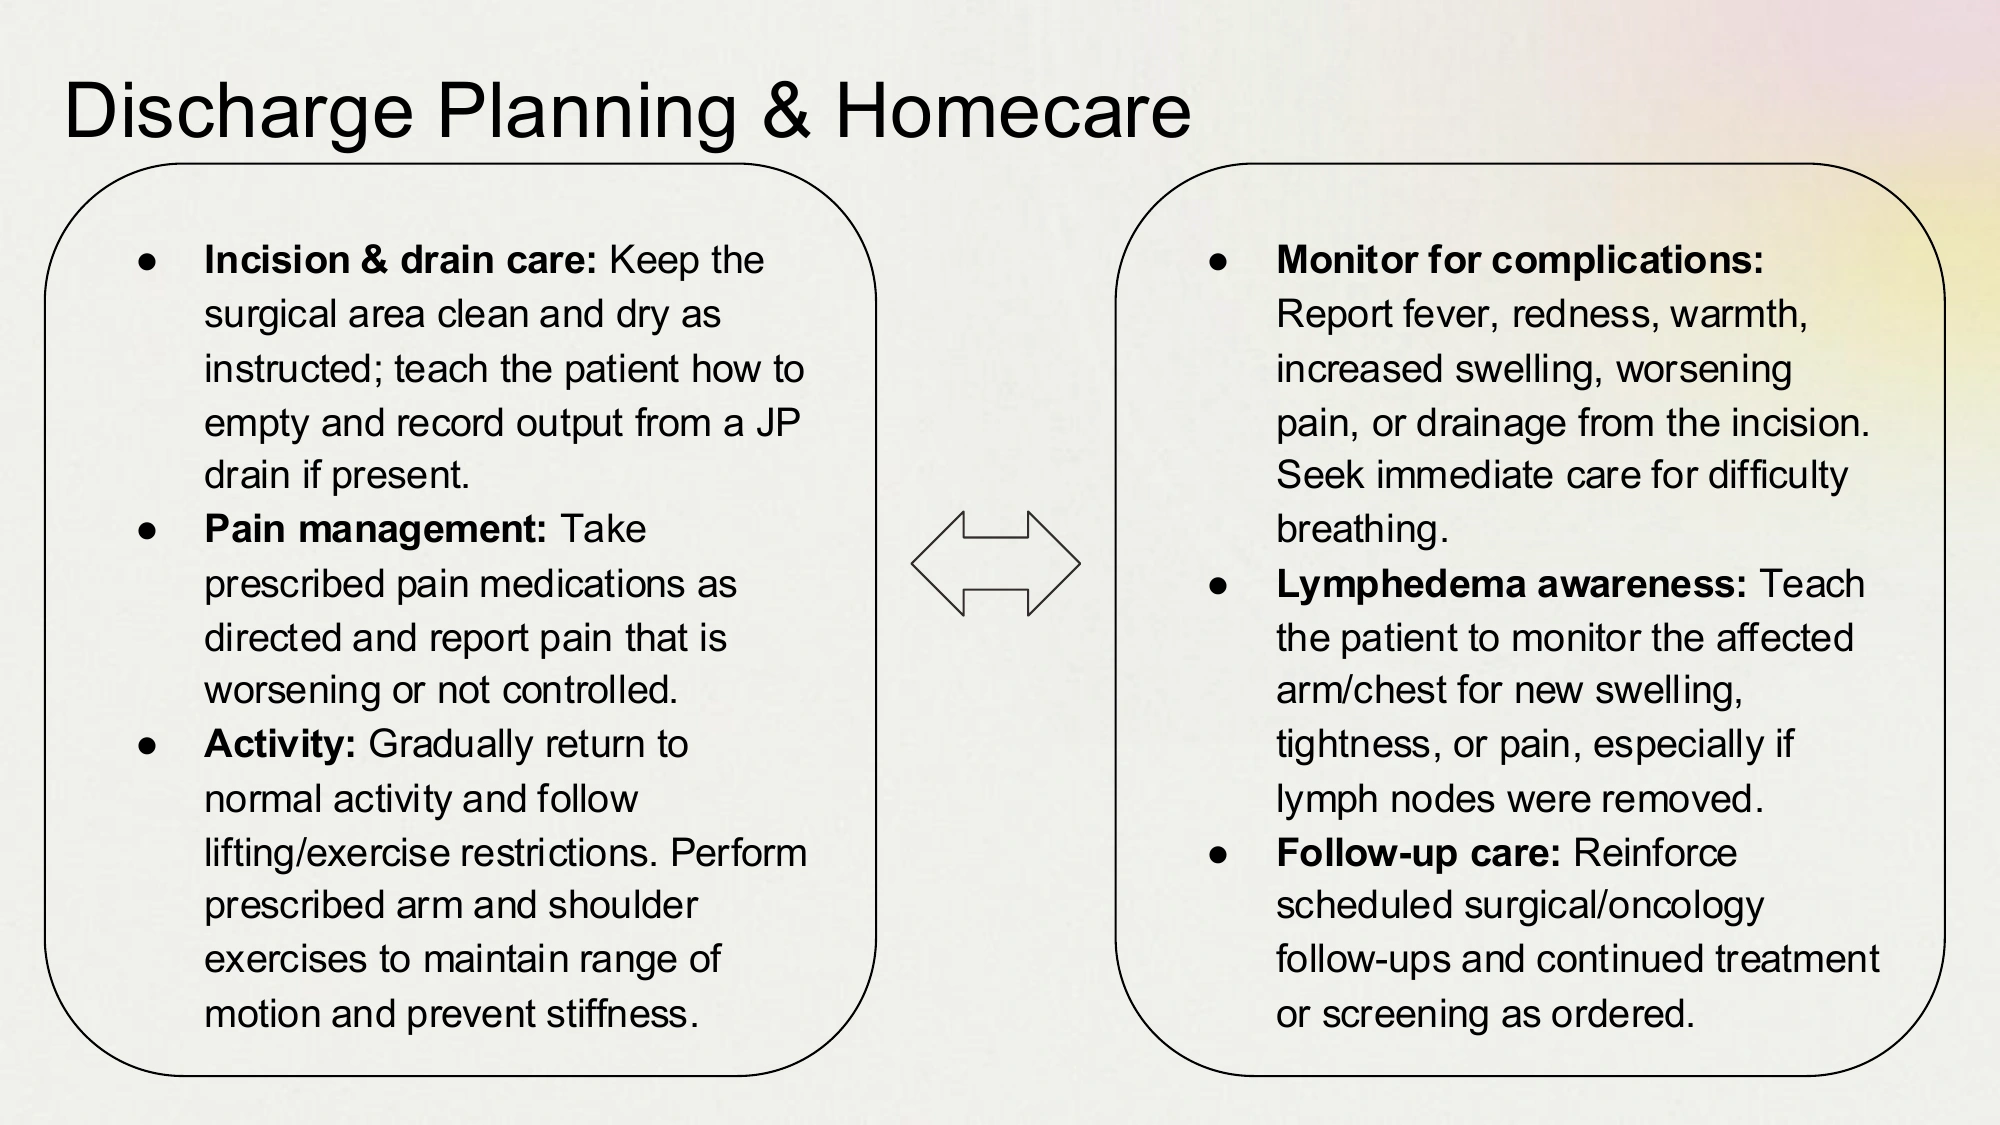 Discharge Planning & Homecare
● Incision & drain care: Keep the
surgical area clean and dry as
instructed; teach the patient how to
empty and record output from a JP
drain if present.
● Pain management: Take
prescribed pain medications as
directed and report pain that is
worsening or not controlled.
● Activity: Gradually return to
normal activity and follow
lifting/exercise restrictions. Perform
prescribed arm and shoulder
exercises to maintain range of
motion and prevent stiffness.
● Monitor for complications:
Report fever, redness, warmth,
increased swelling, worsening
pain, or drainage from the incision.
Seek immediate care for difficulty
breathing.
● Lymphedema awareness: Teach
the patient to monitor the affected
arm/chest for new swelling,
tightness, or pain, especially if
lymph nodes were removed.
● Follow-up care: Reinforce
scheduled surgical/oncology
follow-ups and continued treatment
or screening as ordered.